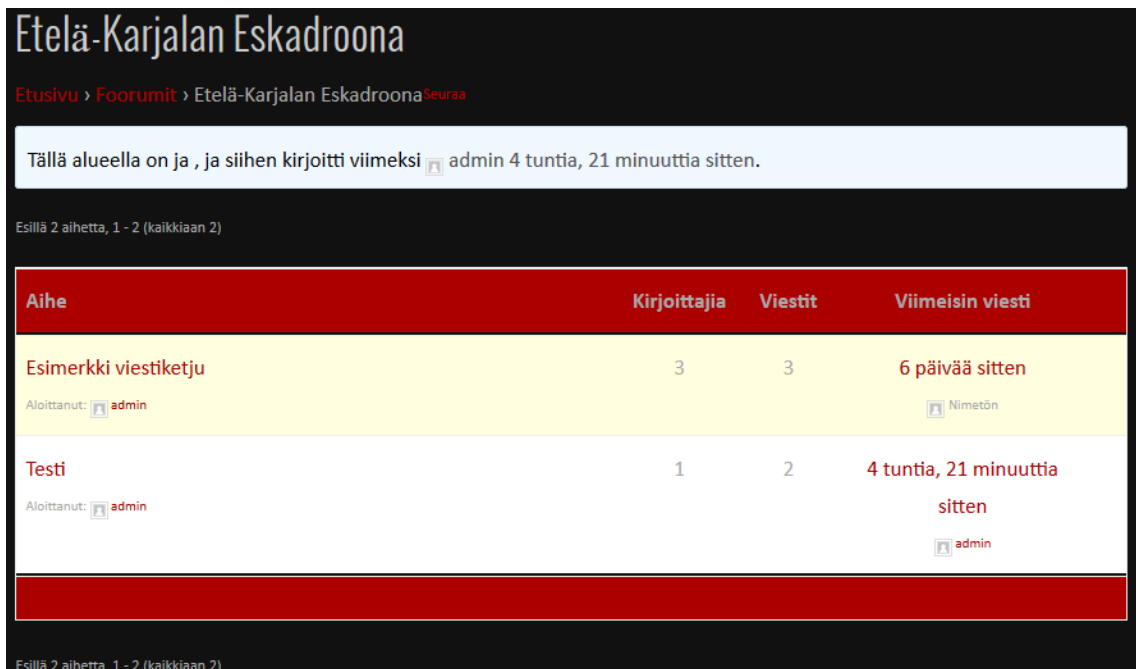 Etelä-Karjalan Eskadroona
Etusivu › Foorumit › Etelä-Karjalan EskadroonaSeuraa
Tällä alueella on ja , ja siihen kirjoitti viimeksi admin 4 tuntia, 21 minuuttia sitten.
Esillä 2 aihetta, 1 - 2 (kaikkiaan 2)
Aihe Kirjoittajia Viestit Viimeisin viesti
Esimerkki viestiketju 3 3 6 päivää sitten
Aloittanut: admin Nimetön
Testi 1 2 4 tuntia, 21 minuuttia
Aloittanut: admin sitten
admin
Esillä 2 aihetta, 1 - 2 (kaikkiaan 2)